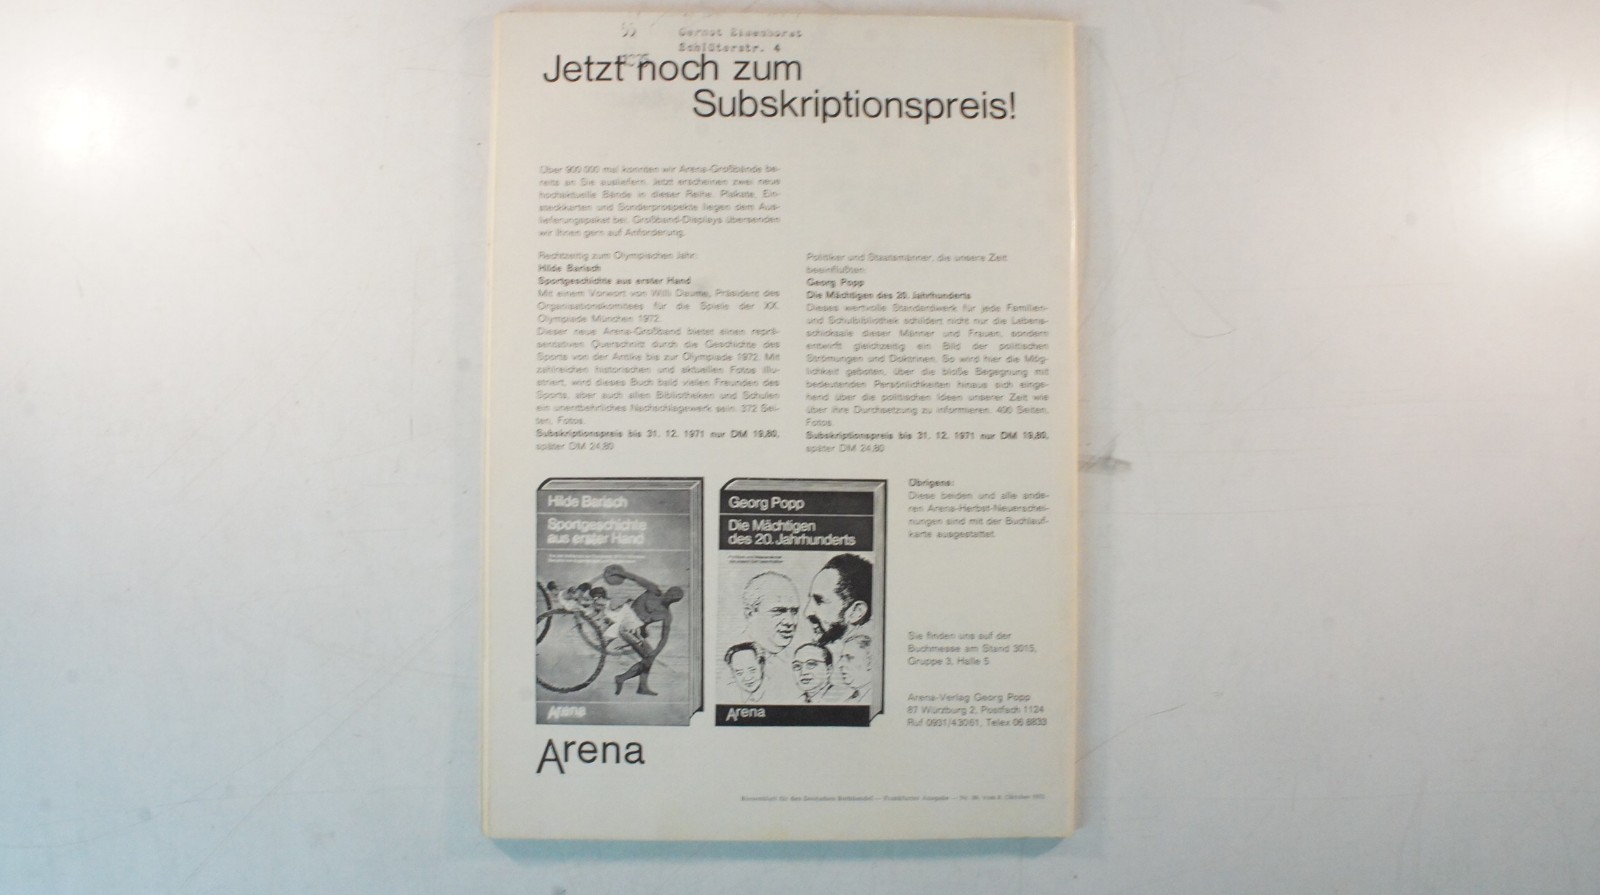 55 Gernot Eisenhorst
Schlüterstr. 4
Jetzt noch zum
Subskriptionspreis!
Über 900 000 mal konnten wir Arena-Großbände be-
reits an Sie ausliefern. Jetzt erscheinen zwei neue
hochaktuelle Bände in dieser Reihe. Plakate, Ein-
steckkarten und Sonderprospekte liegen dem Aus-
lieferungspaket bei. Großband-Displays übersenden
wir Ihnen gern auf Anforderung.
Rechtzeitig zum Olympischen Jahr:
Hilde Barisch
Sportgeschichte aus erster Hand
Mit einem Vorwort von Willi Daume, Präsident des
Organisationskomitees für die Spiele der XX.
Olympiade München 1972.
Dieser neue Arena-Großband bietet einen reprä-
sentativen Querschnitt durch die Geschichte des
Sports von der Antike bis zur Olympiade 1972. Mit
zahlreichen historischen und aktuellen Fotos illu-
striert, wird dieses Buch bald vielen Freunden des
Sports, aber auch allen Bibliotheken und Schulen
ein unentbehrliches Nachschlagewerk sein. 372 Sei-
ten, Fotos.
Subskriptionspreis bis 31. 12. 1971 nur DM 19,80,
später DM 24,80
Politiker und Staatsmänner, die unsere Zeit
beeinflußten:
Georg Popp
Die Mächtigen des 20. Jahrhunderts
Dieses wertvolle Standardwerk für jede Familien-
und Schulbibliothek schildert nicht nur die Lebens-
schicksale dieser Männer und Frauen, sondern
entwirft gleichzeitig ein Bild der politischen
Strömungen und Doktrinen. So wird hier die Mög-
lichkeit geboten, über die bloße Begegnung mit
bedeutenden Persönlichkeiten hinaus sich einge-
hend über die politischen Ideen unserer Zeit wie
über ihre Durchsetzung zu informieren. 400 Seiten,
Fotos.
Subskriptionspreis bis 31. 12. 1971 nur DM 19,80,
später DM 24,80
Hilde Barisch
Sportgeschichte
aus erster Hand
Arena
Georg Popp
Die Mächtigen
des 20. Jahrhunderts
Arena
Übrigens:
Diese beiden und alle ande-
ren Arena-Herbst-Neuerschei-
nungen sind mit der Buchlauf-
karte ausgestattet.
Sie finden uns auf der
Buchmesse am Stand 3015,
Gruppe 3, Halle 5
Arena-Verlag Georg Popp
87 Würzburg 2, Postfach 1124
Ruf 0931/43061, Telex 06 8833
Arena
Börsenblatt für den Deutschen Buchhandel — Frankfurter Ausgabe — Nr. vom Oktober 1971